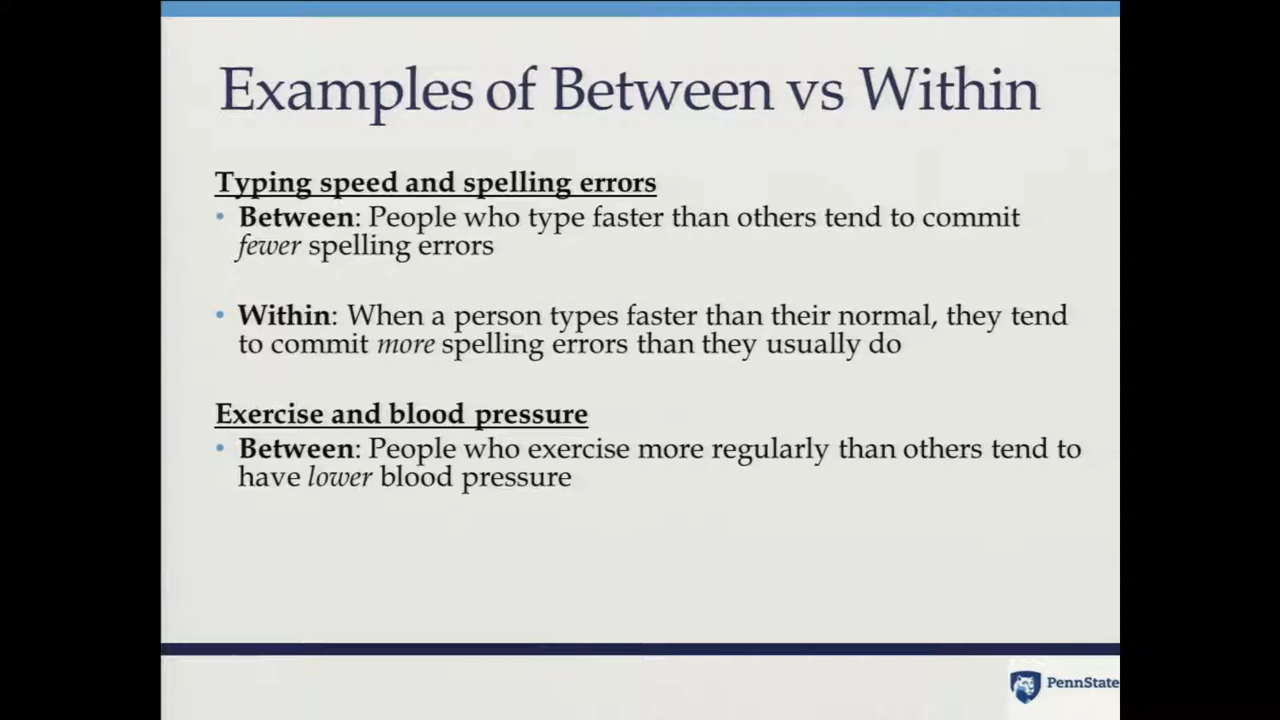 Examples of Between vs Within
Typing speed and spelling errors
• Between: People who type faster than others tend to commit
fewer spelling errors
• Within: When a person types faster than their normal, they tend
to commit more spelling errors than they usually do
Exercise and blood pressure
• Between: People who exercise more regularly than others tend to
have lower blood pressure
PennState